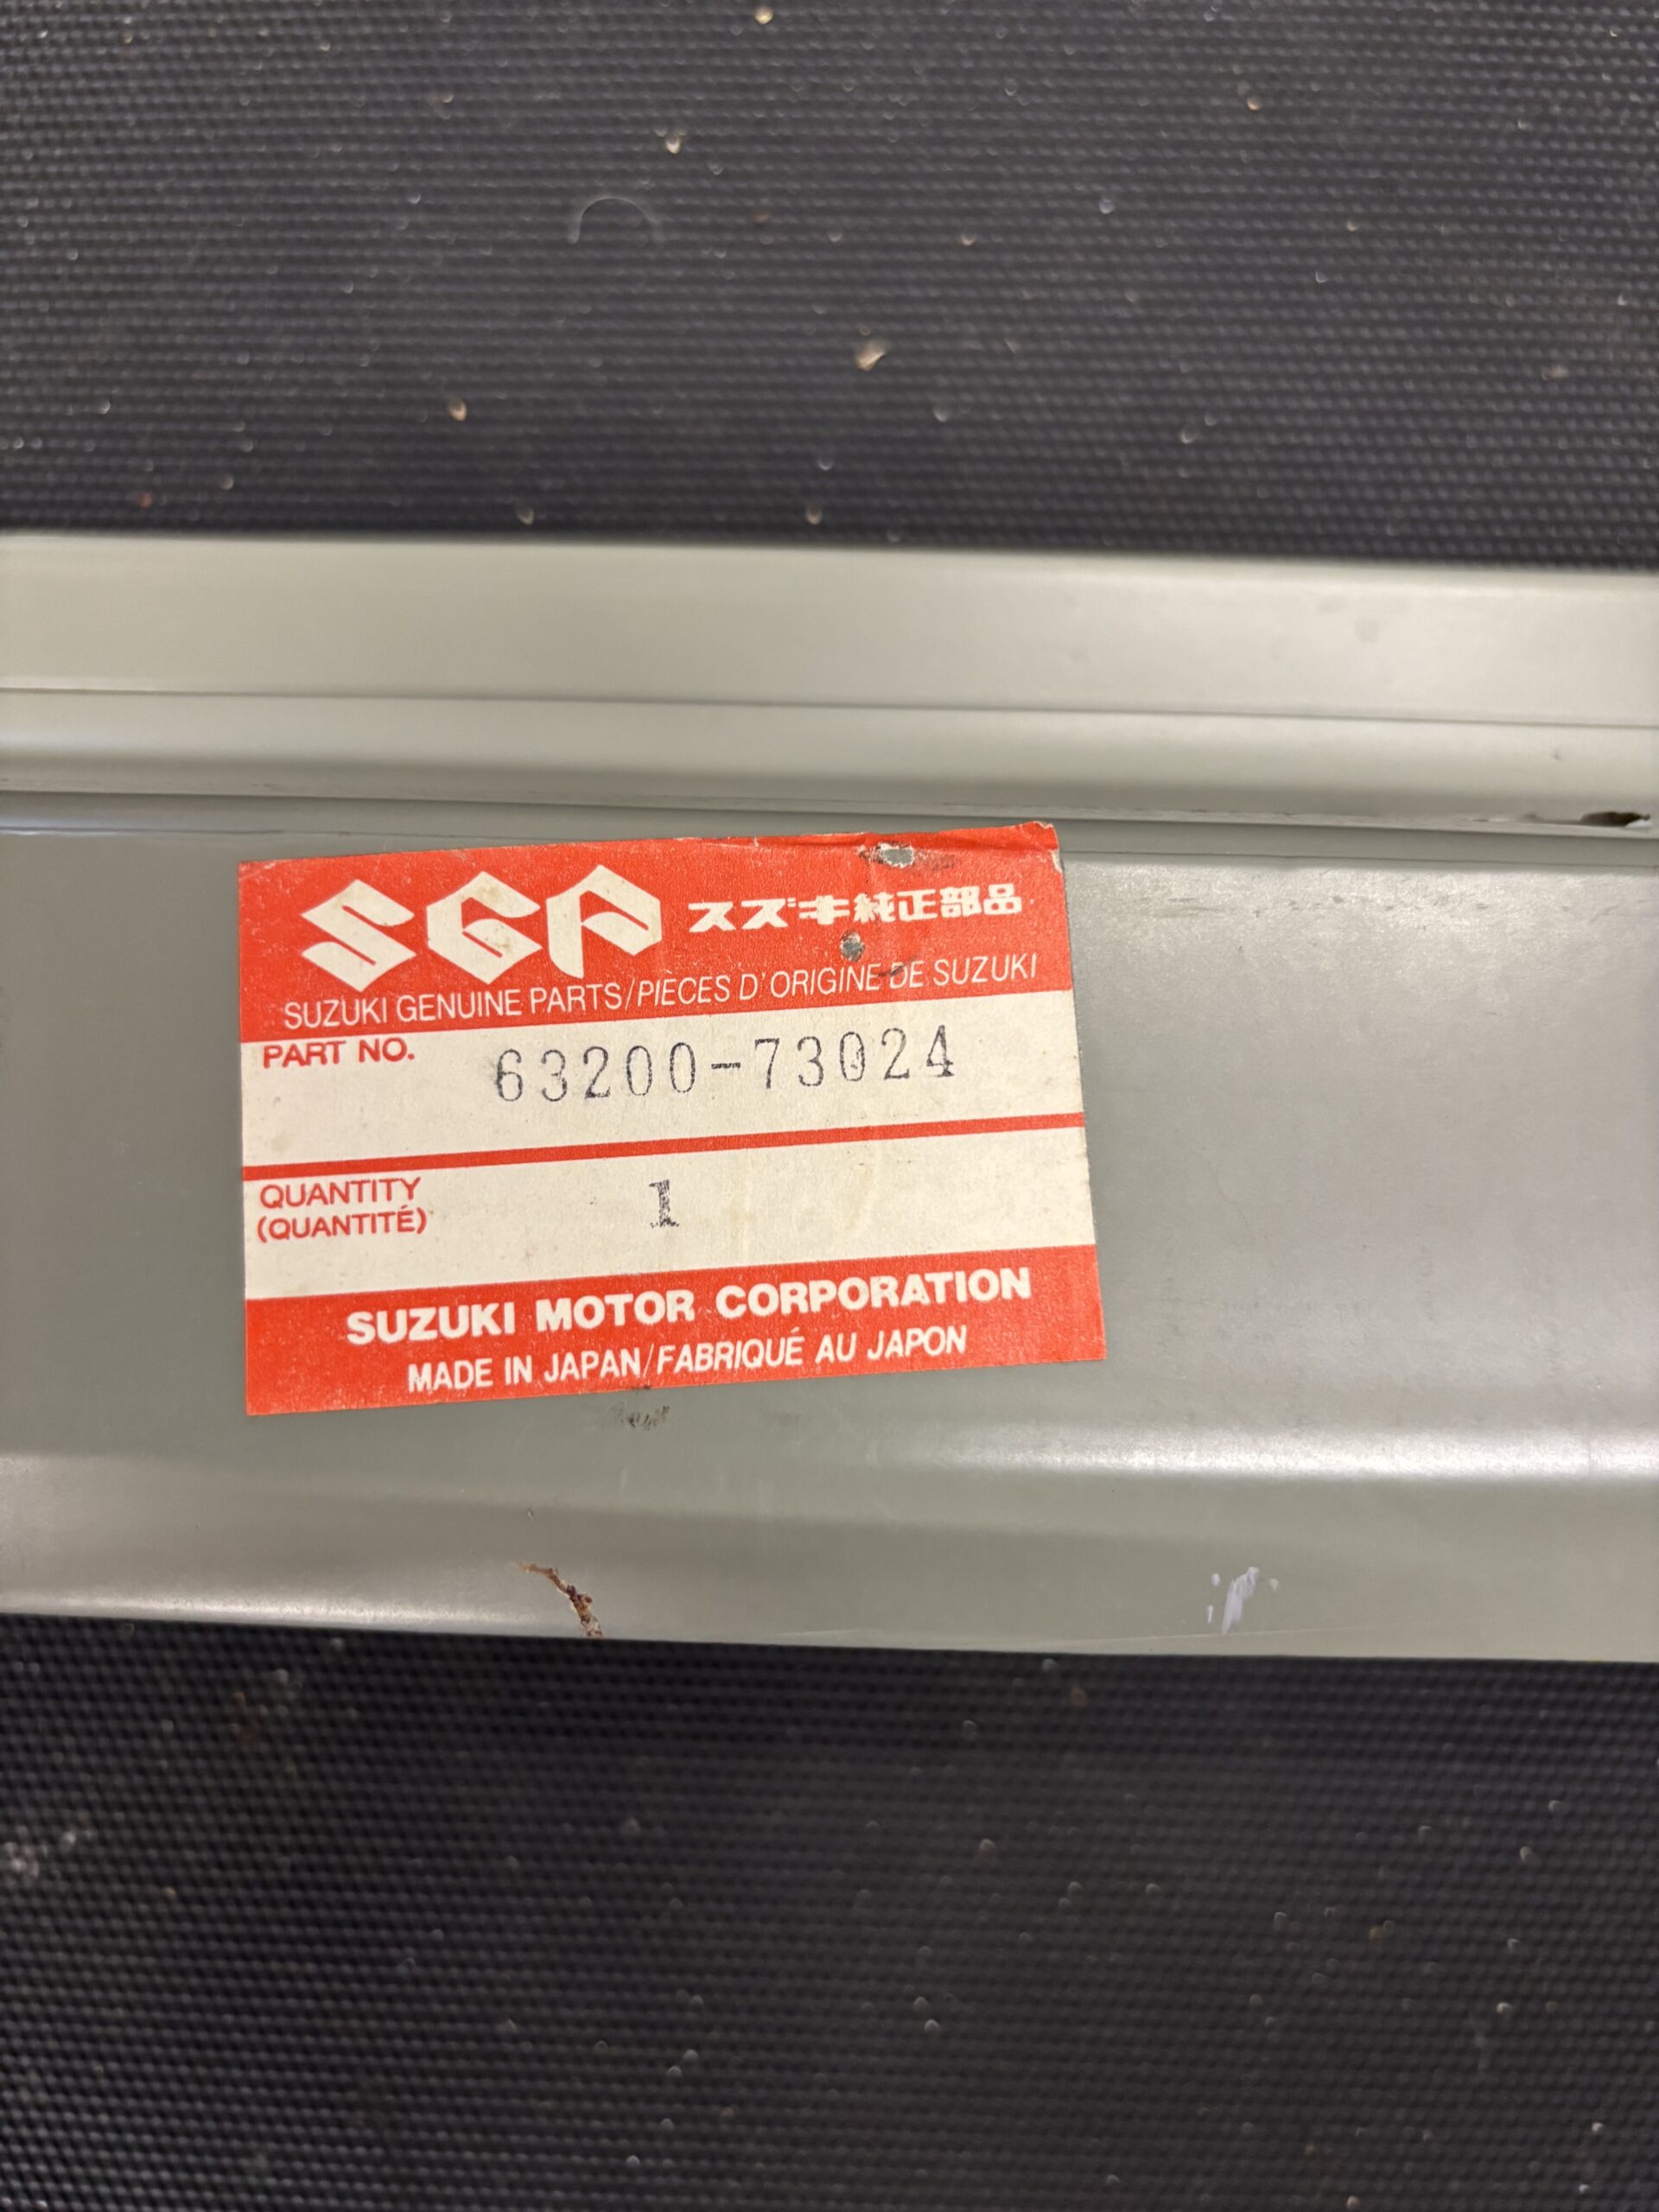 SGP スズキ純正部品
SUZUKI GENUINE PARTS/PIÈCES D'ORIGINE DE SUZUKI
PART NO. 63200-73024
QUANTITY 1
(QUANTITÉ)
SUZUKI MOTOR CORPORATION
MADE IN JAPAN/FABRIQUÉ AU JAPON